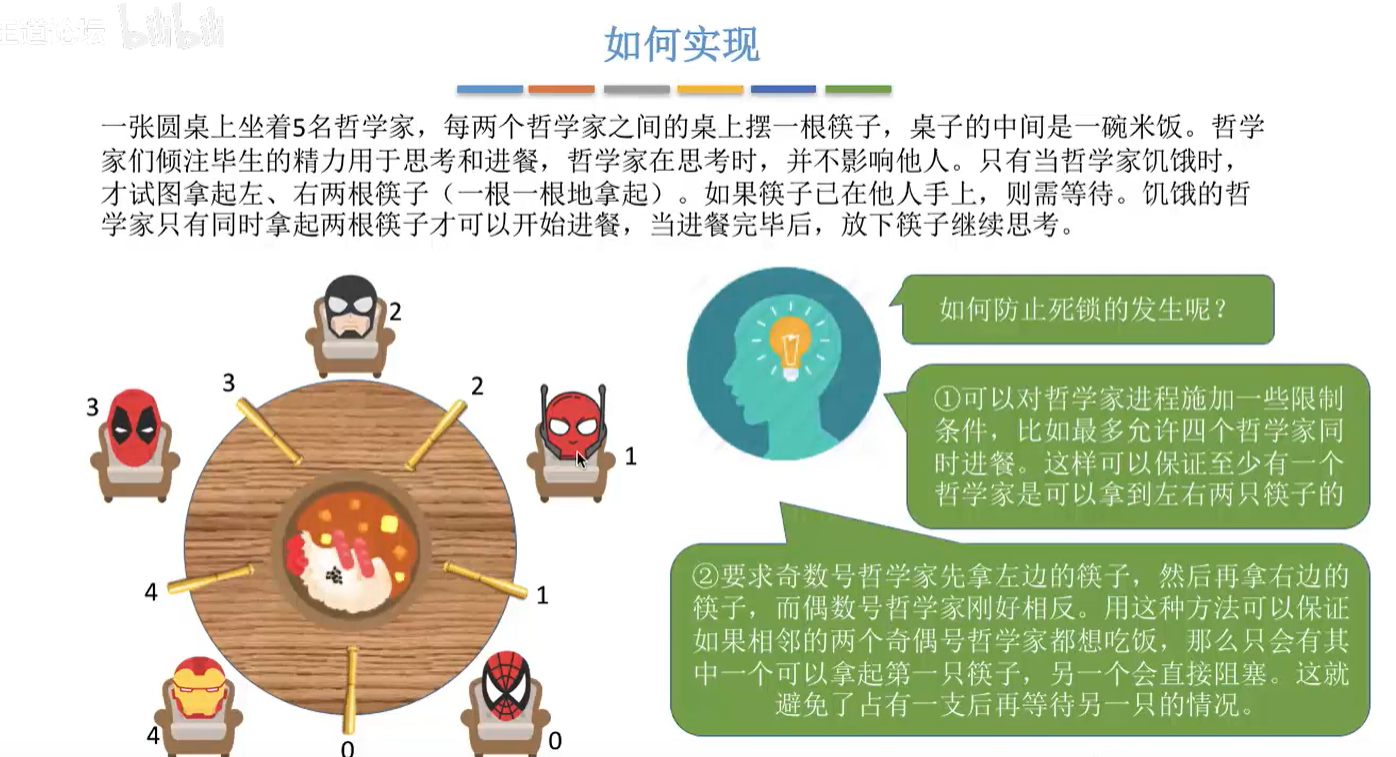 王道论坛 bilibili
如何实现
一张圆桌上坐着5名哲学家，每两个哲学家之间的桌上摆一根筷子，桌子的中间是一碗米饭。哲学
家们倾注毕生的精力用于思考和进餐，哲学家在思考时，并不影响他人。只有当哲学家饥饿时，
才试图拿起左、右两根筷子（一根一根地拿起）。如果筷子已在他人手上，则需等待。饥饿的哲
学家只有同时拿起两根筷子才可以开始进餐，当进餐完毕后，放下筷子继续思考。
2
3
2
3
1
4
1
4
0
0
如何防止死锁的发生呢？
①可以对哲学家进程施加一些限制
条件，比如最多允许四个哲学家同
时进餐。这样可以保证至少有一个
哲学家是可以拿到左右两只筷子的
②要求奇数号哲学家先拿左边的筷子，然后再拿右边的
筷子，而偶数号哲学家刚好相反。用这种方法可以保证
如果相邻的两个奇偶号哲学家都想吃饭，那么只会有其
中一个可以拿起第一只筷子，另一个会直接阻塞。这就
避免了占有一支后再等待另一只的情况。